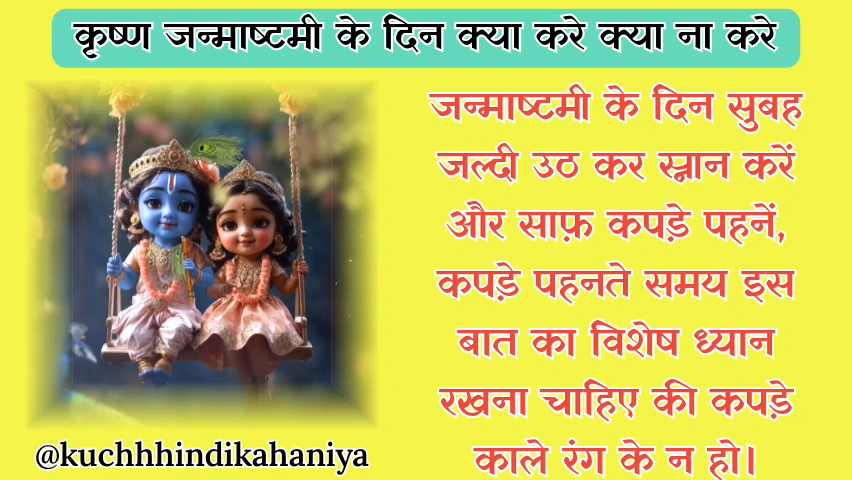 कृष्ण जन्माष्टमी के दिन क्या करे क्या ना करे
जन्माष्टमी के दिन सुबह
जल्दी उठ कर स्नान करें
और साफ़ कपड़े पहनें,
कपड़े पहनते समय इस
बात का विशेष ध्यान
रखना चाहिए की कपड़े
काले रंग के न हो।
@kuchhhindikahaniya